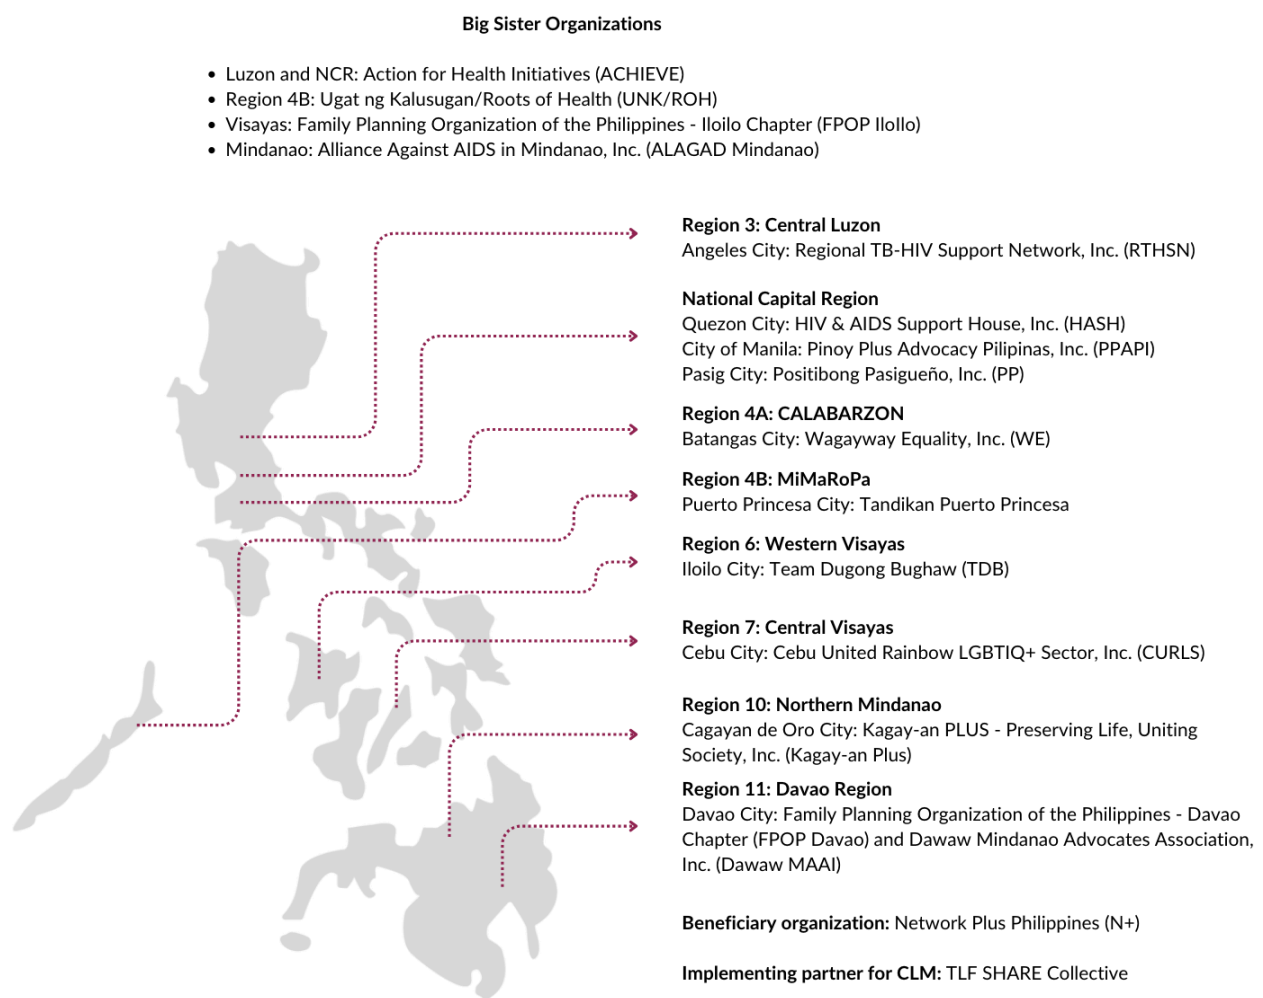 Big Sister Organizations
• Luzon and NCR: Action for Health Initiatives (ACHIEVE)
• Region 4B: Ugat ng Kalusugan/Roots of Health (UNK/ROH)
• Visayas: Family Planning Organization of the Philippines - Iloilo Chapter (FPOP IloIlo)
• Mindanao: Alliance Against AIDS in Mindanao, Inc. (ALAGAD Mindanao)
Region 3: Central Luzon
Angeles City: Regional TB-HIV Support Network, Inc. (RTHSN)
National Capital Region
Quezon City: HIV & AIDS Support House, Inc. (HASH)
City of Manila: Pinoy Plus Advocacy Pilipinas, Inc. (PPAPI)
Pasig City: Positibong Pasigueño, Inc. (PP)
Region 4A: CALABARZON
Batangas City: Wagayway Equality, Inc. (WE)
Region 4B: MiMaRoPa
Puerto Princesa City: Tandikan Puerto Princesa
Region 6: Western Visayas
Iloilo City: Team Dugong Bughaw (TDB)
Region 7: Central Visayas
Cebu City: Cebu United Rainbow LGBTIQ+ Sector, Inc. (CURLS)
Region 10: Northern Mindanao
Cagayan de Oro City: Kagay-an PLUS - Preserving Life, Uniting
Society, Inc. (Kagay-an Plus)
Region 11: Davao Region
Davao City: Family Planning Organization of the Philippines - Davao
Chapter (FPOP Davao) and Dawaw Mindanao Advocates Association,
Inc. (Dawaw MAAI)
Beneficiary organization: Network Plus Philippines (N+)
Implementing partner for CLM: TLF SHARE Collective